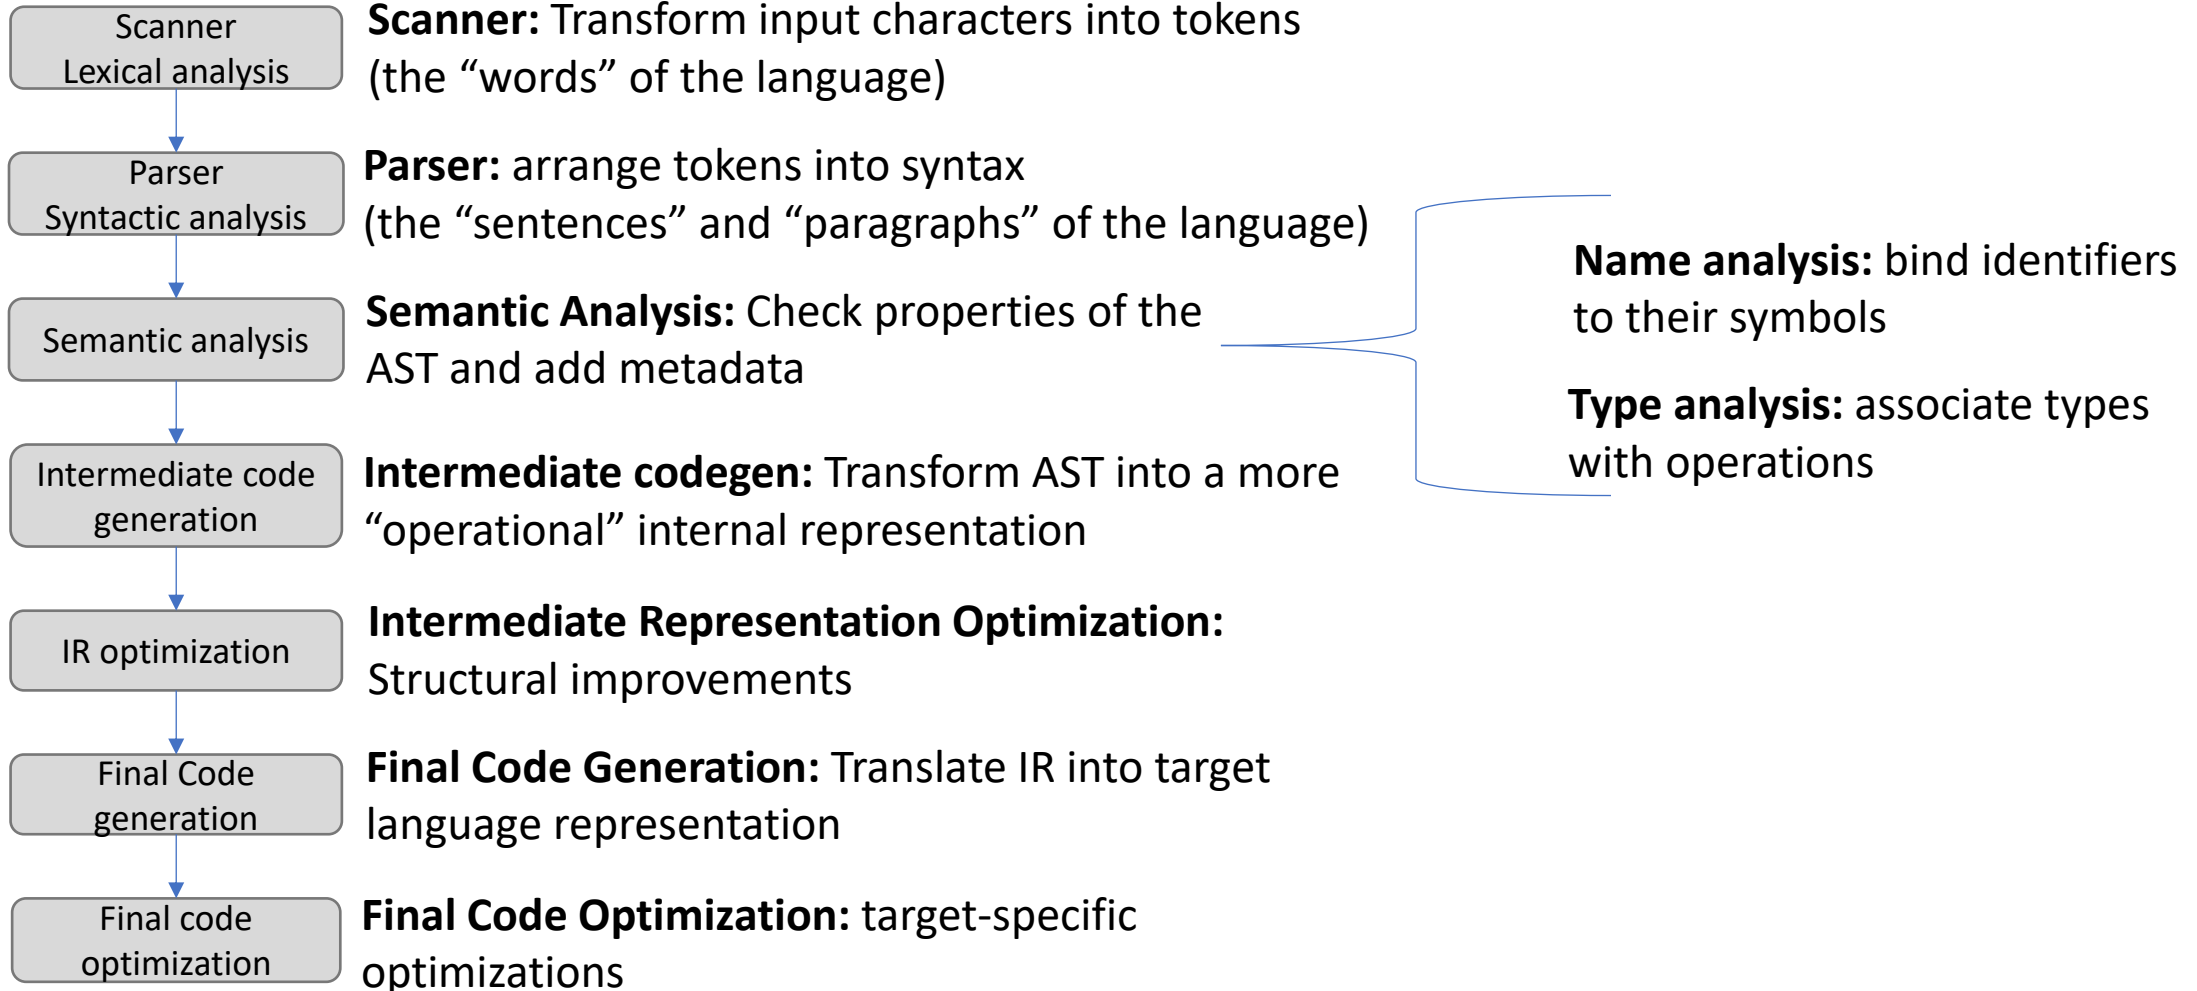 Scanner
Lexical analysis
Scanner: Transform input characters into tokens
(the “words” of the language)
Parser
Syntactic analysis
Parser: arrange tokens into syntax
(the “sentences” and “paragraphs” of the language)
Semantic analysis
Semantic Analysis: Check properties of the
AST and add metadata
Name analysis: bind identifiers
to their symbols
Type analysis: associate types
with operations
Intermediate code
generation
Intermediate codegen: Transform AST into a more
“operational” internal representation
IR optimization
Intermediate Representation Optimization:
Structural improvements
Final Code
generation
Final Code Generation: Translate IR into target
language representation
Final code
optimization
Final Code Optimization: target-specific
optimizations